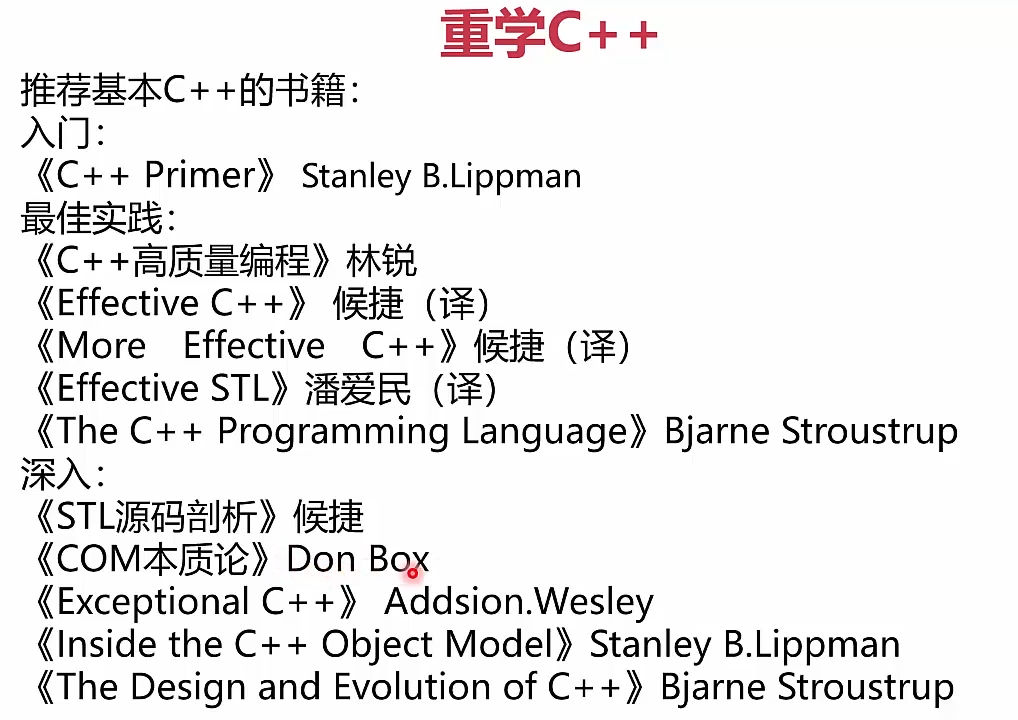 重学C++
推荐基本C++的书籍：
入门：
《C++ Primer》 Stanley B.Lippman
最佳实践：
《C++高质量编程》林锐
《Effective C++》 候捷（译）
《More Effective C++》候捷（译）
《Effective STL》潘爱民（译）
《The C++ Programming Language》Bjarne Stroustrup
深入：
《STL源码剖析》候捷
《COM本质论》Don Box
《Exceptional C++》 Addsion.Wesley
《Inside the C++ Object Model》Stanley B.Lippman
《The Design and Evolution of C++》Bjarne Stroustrup